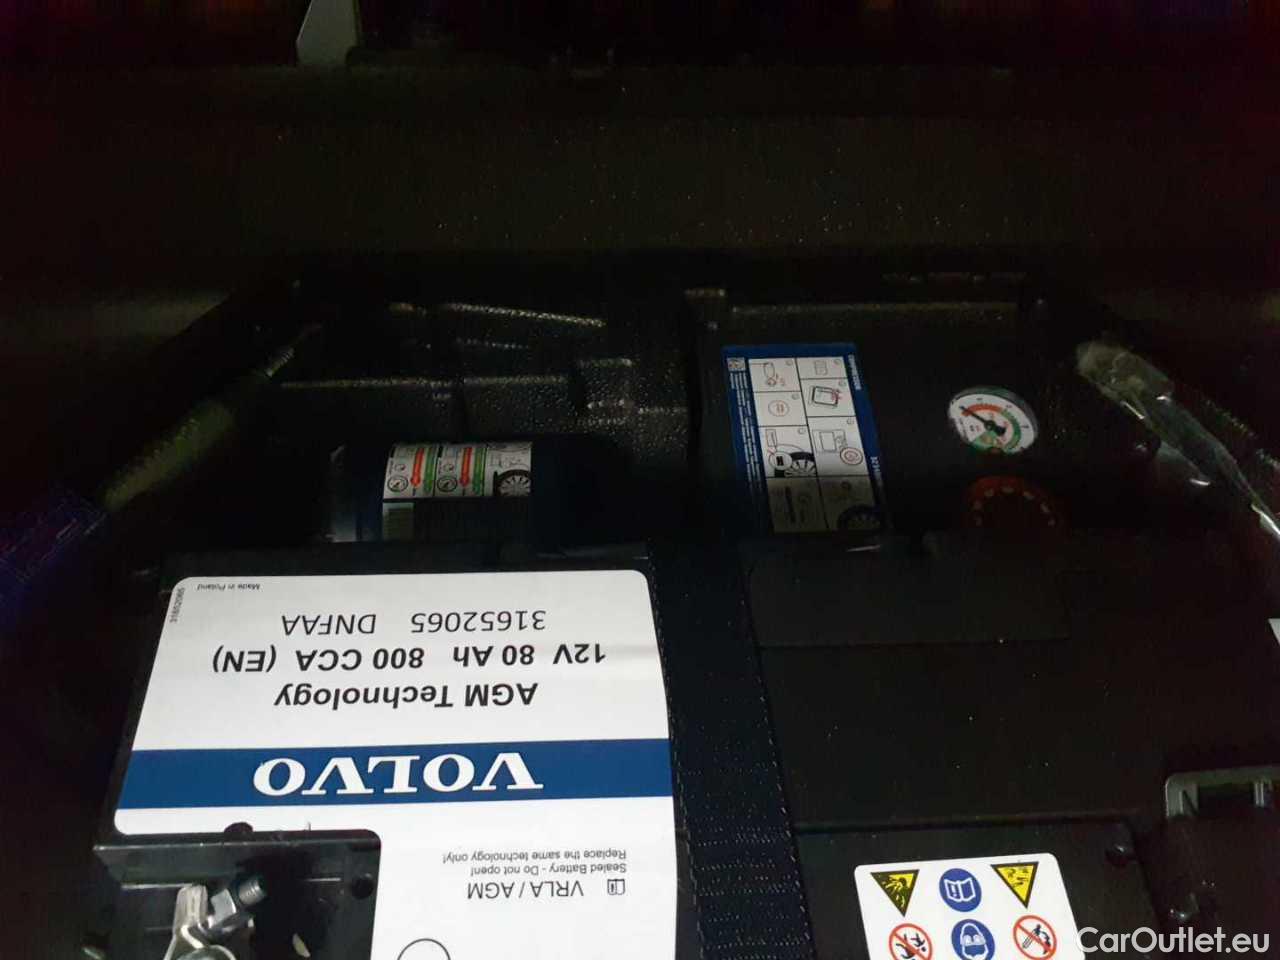 VRLA / AGM
Sealed Battery - Do not open!
Replace the same technology only!
VOLVO
AGM Technology
12V 80 Ah 800 CCA (EN)
31652065 DNFAA
Made in Poland
31652065
CarOutlet.eu